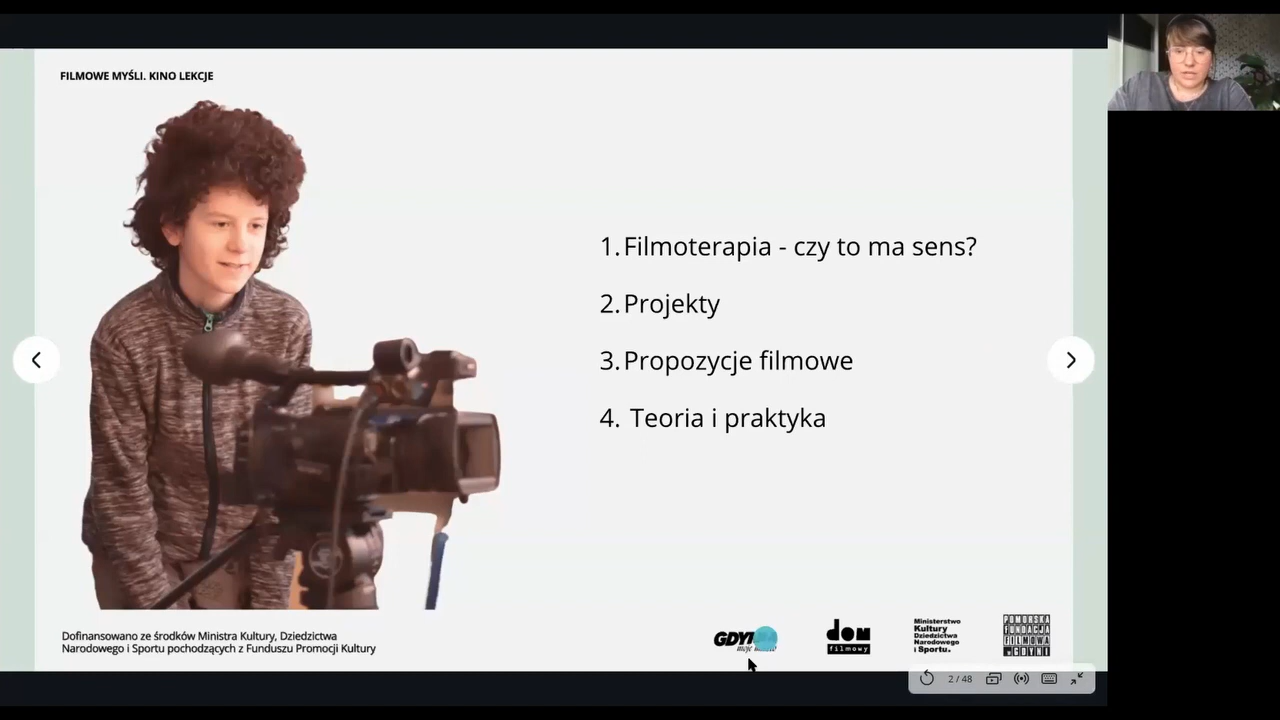 FILMOWE MYŚLI. KINO LEKCJE
1. Filmoterapia - czy to ma sens?
2. Projekty
3. Propozycje filmowe
4. Teoria i praktyka
Dofinansowano ze środków Ministra Kultury, Dziedzictwa
Narodowego i Sportu pochodzących z Funduszu Promocji Kultury
dom
filmowy
Ministerstwo
Kultury
Dziedzictwa
Narodowego
i Sportu.
POMORSKA
FUNDACJA
FILMOWA
W GDYNI
2 / 48